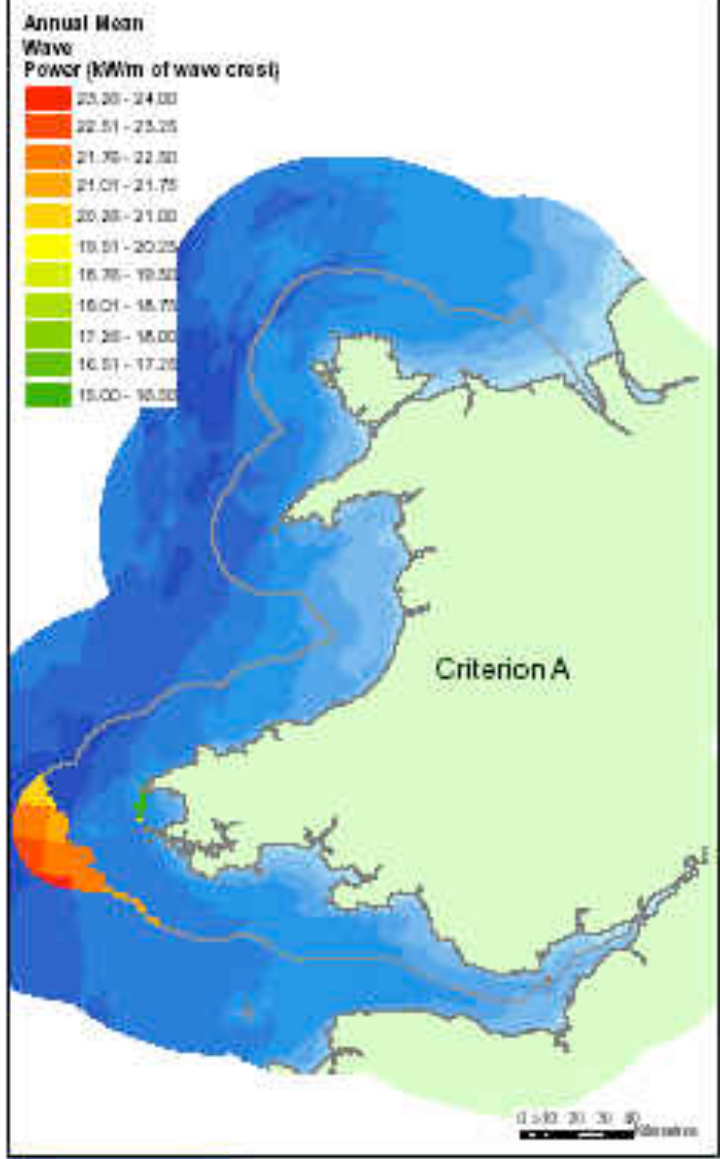 Annual Mean
Wave
Power (kW/m of wave crest)
23.26 - 24.00
22.51 - 23.25
21.76 - 22.50
21.01 - 21.75
20.26 - 21.00
19.51 - 20.25
18.76 - 19.50
18.01 - 18.75
17.26 - 18.00
16.51 - 17.25
15.00 - 16.50
Criterion A
Kilometres